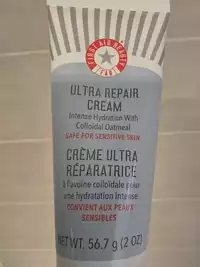 FIRST AID BEAUTY
FAB
ULTRA REPAIR
CREAM
Intense Hydration With
Colloidal Oatmeal
SAFE FOR SENSITIVE SKIN
CRÈME ULTRA
RÉPARATRICE
à l'avoine colloïdale pour
une hydratation intense
CONVIENT AUX PEAUX
SENSIBLES
NET WT. 56.7 g (2 OZ)